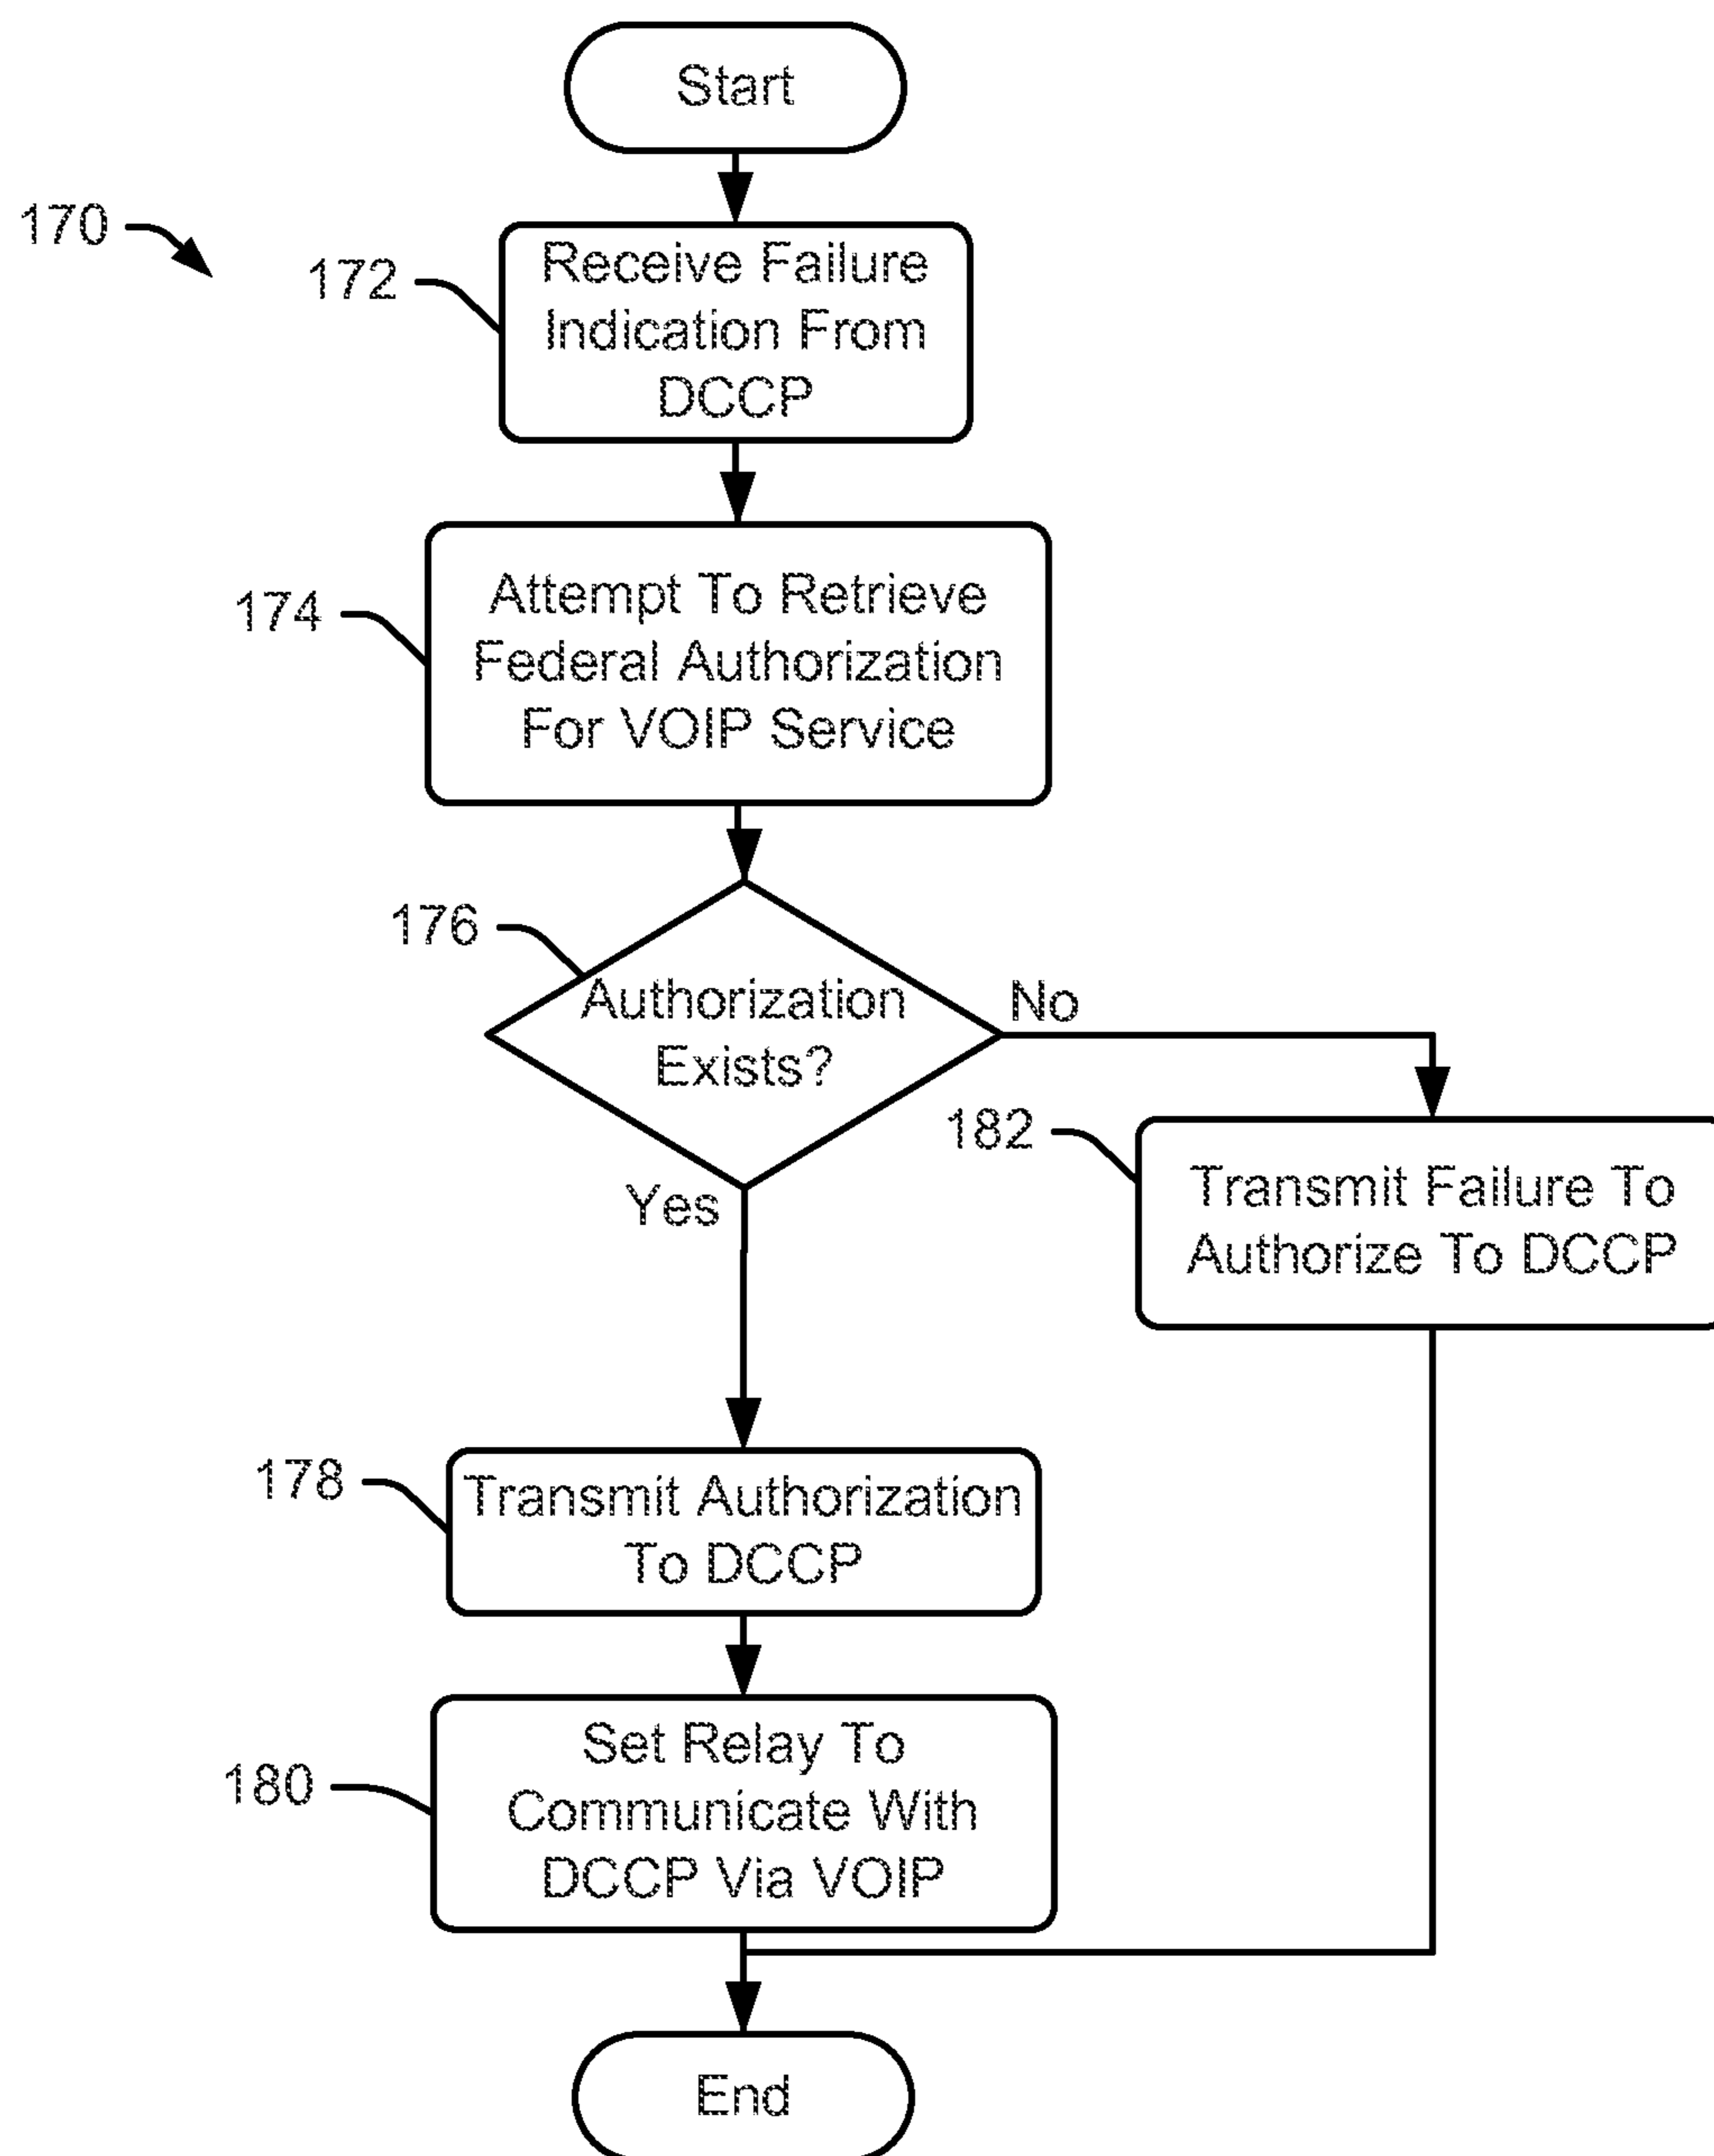 Start
170
172
Receive Failure
Indication From
DCCP
174
Attempt To Retrieve
Federal Authorization
For VOIP Service
176
Authorization
Exists?
No
Yes
182
Transmit Failure To
Authorize To DCCP
178
Transmit Authorization
To DCCP
180
Set Relay To
Communicate With
DCCP Via VOIP
End